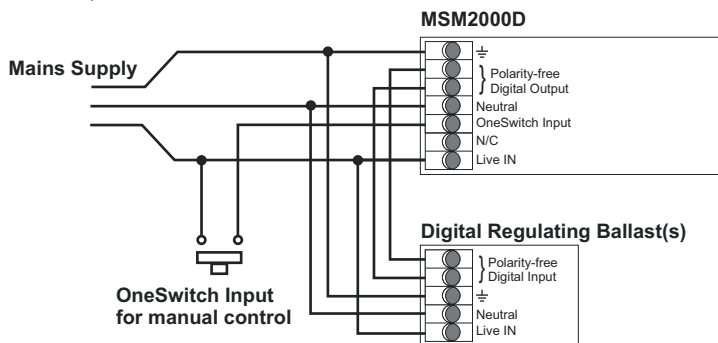 MSM2000D
Mains Supply
Polarity-free
Digital Output
Neutral
OneSwitch Input
N/C
Live IN
Digital Regulating Ballast(s)
Polarity-free
Digital Input
Neutral
Live IN
OneSwitch Input
for manual control